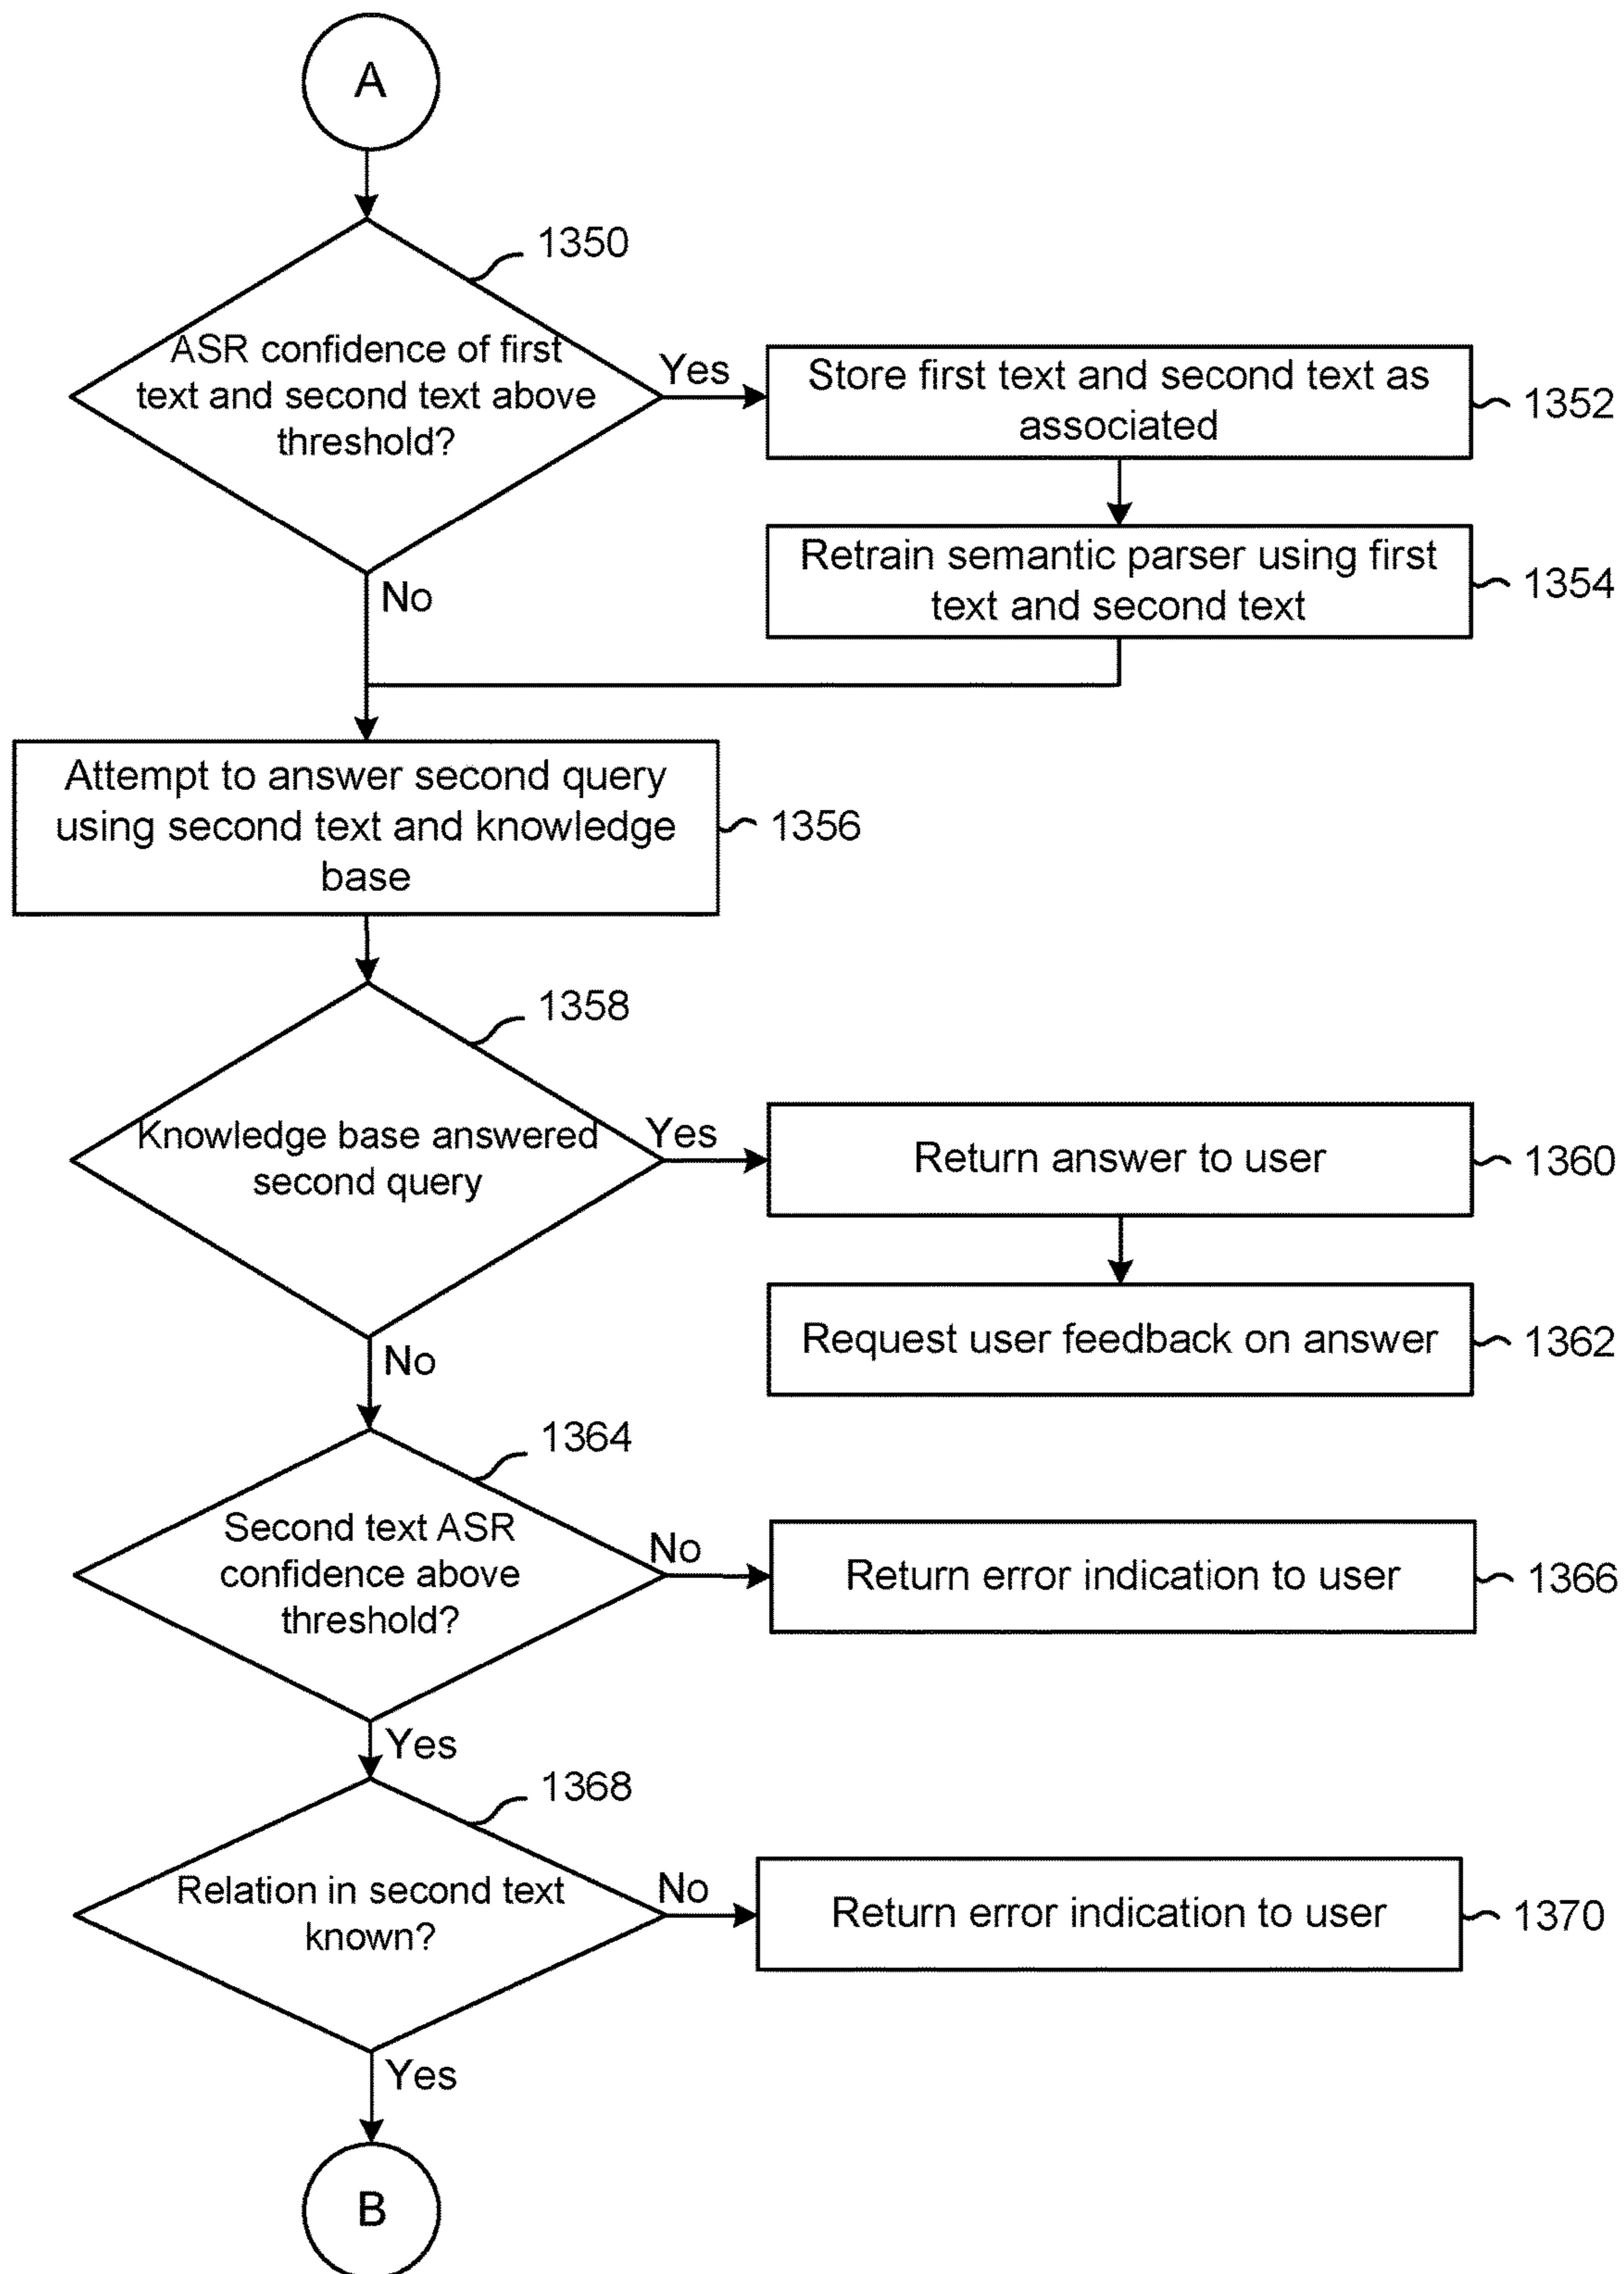 A
1350
ASR confidence of first
text and second text above
threshold?
Yes
Store first text and second text as
associated
1352
Retrain semantic parser using first
text and second text
1354
No
Attempt to answer second query
using second text and knowledge
base
1356
1358
Knowledge base answered
second query
Yes
Return answer to user
1360
Request user feedback on answer
1362
No
1364
Second text ASR
confidence above
threshold?
No
Return error indication to user
1366
Yes
1368
Relation in second text
known?
No
Return error indication to user
1370
Yes
B